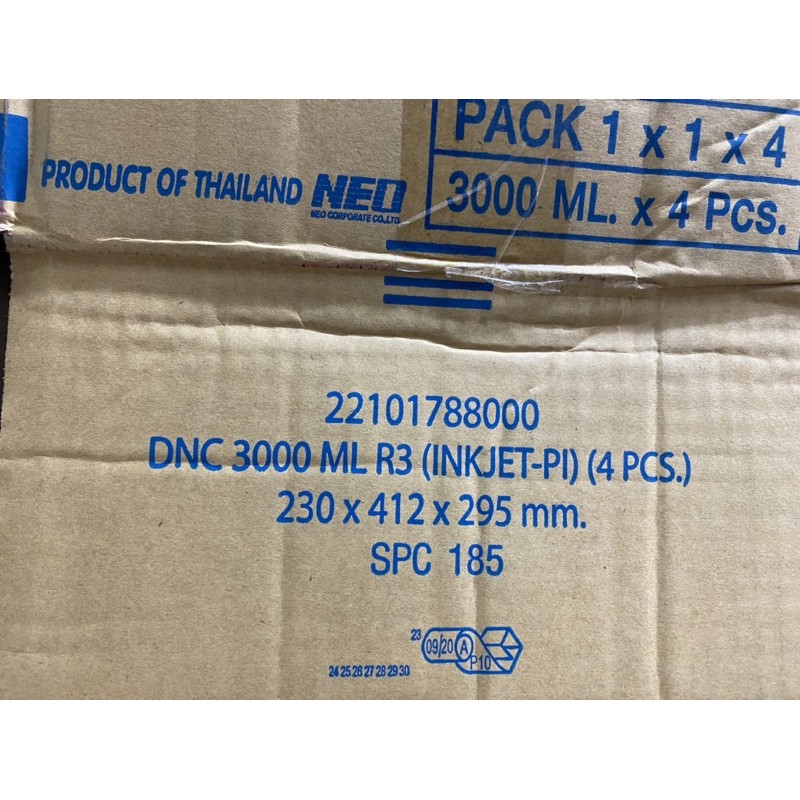 PACK 1 x 1 x 4
3000 ML. x 4 PCS.
PRODUCT OF THAILAND NEO
NEO CORPORATE CO.,LTD.
22101788000
DNC 3000 ML R3 (INKJET-PI) (4 PCS.)
230 x 412 x 295 mm.
SPC 185
23
09/20 A
P10
24 25 26 27 28 29 30